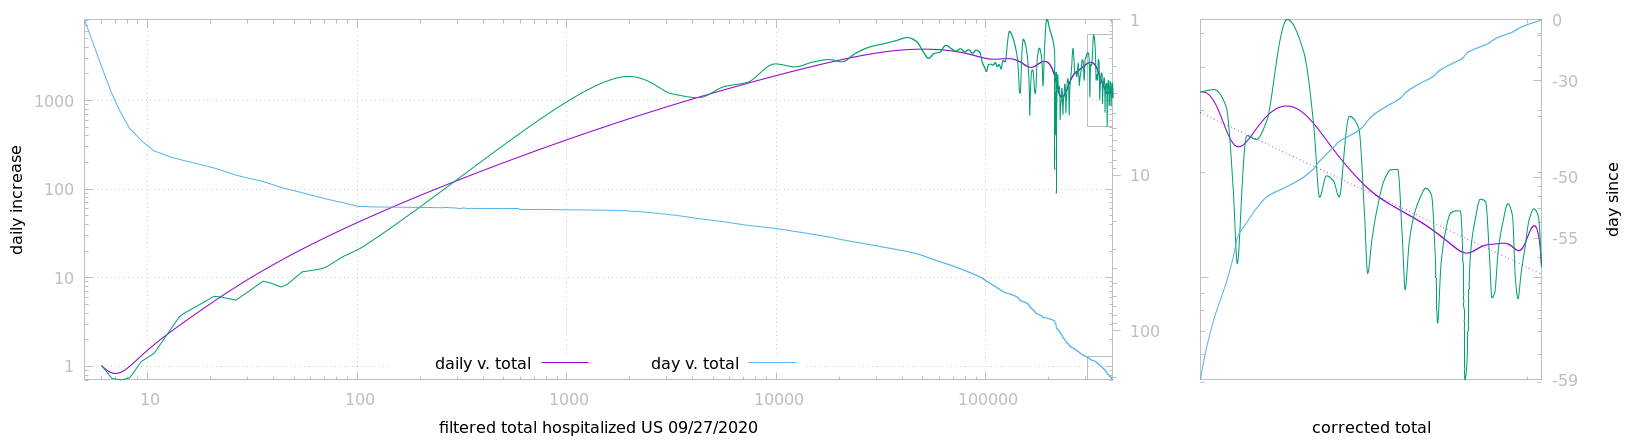 daily increase
1000
100
10
1
daily v. total
day v. total
10
100
1000
10000
100000
filtered total hospitalized US 09/27/2020
1
10
100
0
-30
-50
-55
-59
day since
corrected total